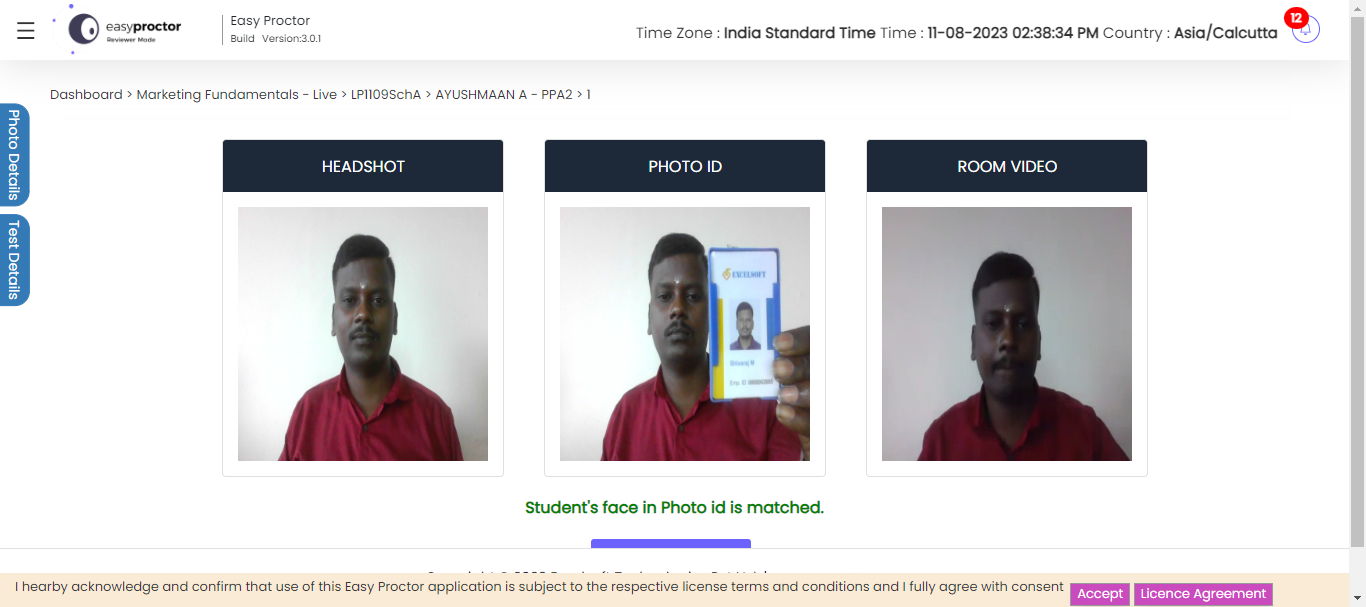 easyproctor
Reviewer Mode
Easy Proctor
Build Version:3.0.1
Time Zone : India Standard Time Time : 11-08-2023 02:38:34 PM Country : Asia/Calcutta
12
Dashboard > Marketing Fundamentals - Live > LP1109SchA > AYUSHMAAN A - PPA2 > 1
Photo Details
Test Details
HEADSHOT
PHOTO ID
ROOM VIDEO
EXCELSOFT
Student's face in Photo id is matched.
I hearby acknowledge and confirm that use of this Easy Proctor application is subject to the respective license terms and conditions and I fully agree with consent
Accept
Licence Agreement